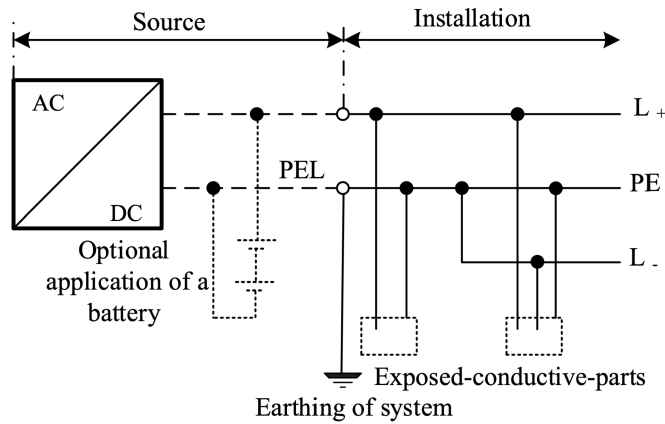 Source
Installation
AC
DC
L +
PEL
PE
L -
Optional
application of a
battery
Exposed-conductive-parts
Earthing of system